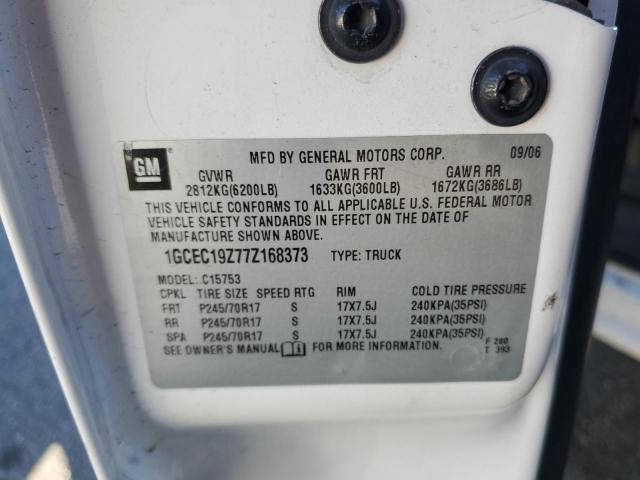 GM
MFD BY GENERAL MOTORS CORP. 09/06
GVWR GAWR FRT GAWR RR
2812KG(6200LB) 1633KG(3600LB) 1672KG(3686LB)
THIS VEHICLE CONFORMS TO ALL APPLICABLE U.S. FEDERAL MOTOR
VEHICLE SAFETY STANDARDS IN EFFECT ON THE DATE OF
MANUFACTURE SHOWN ABOVE.
1GCEC19Z77Z168373 TYPE: TRUCK
MODEL: C15753
CPKL TIRE SIZE SPEED RTG RIM COLD TIRE PRESSURE
FRT P245/70R17 S 17X7.5J 240KPA(35PSI)
RR P245/70R17 S 17X7.5J 240KPA(35PSI)
SPA P245/70R17 S 17X7.5J 240KPA(35PSI)
SEE OWNER'S MANUAL FOR MORE INFORMATION. F 280
T 393